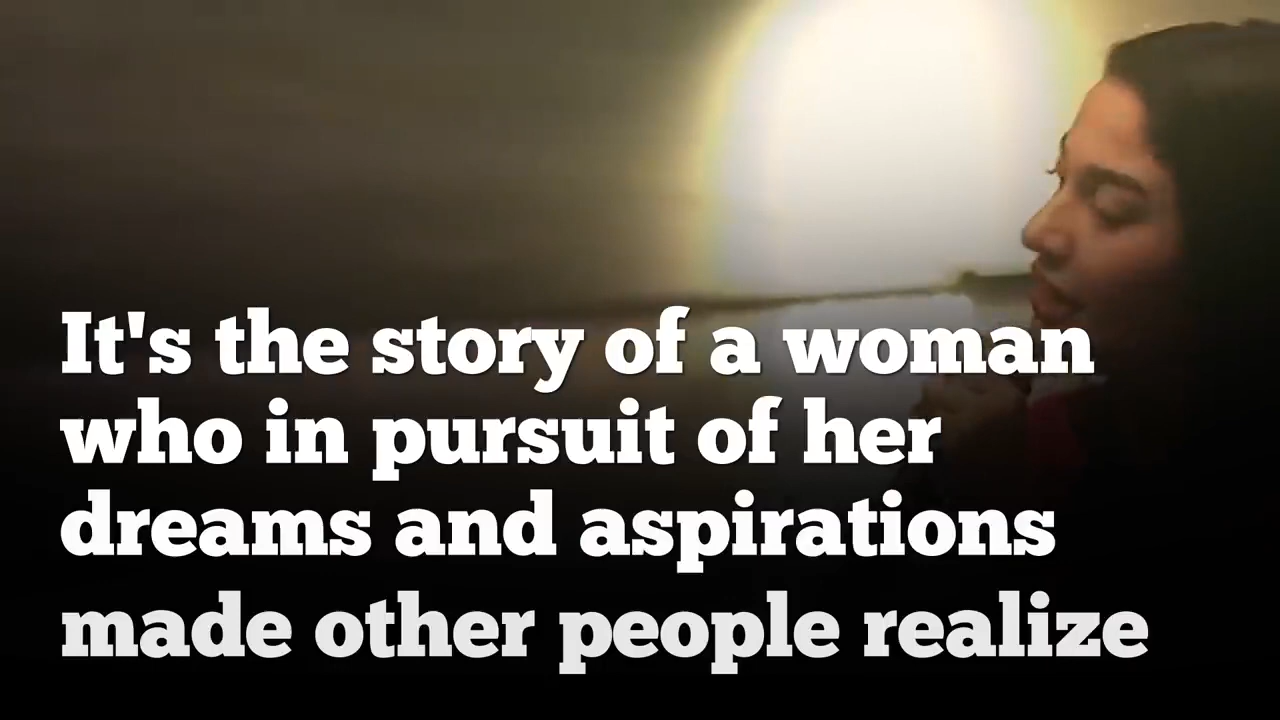 It's the story of a woman
who in pursuit of her
dreams and aspirations
made other people realize